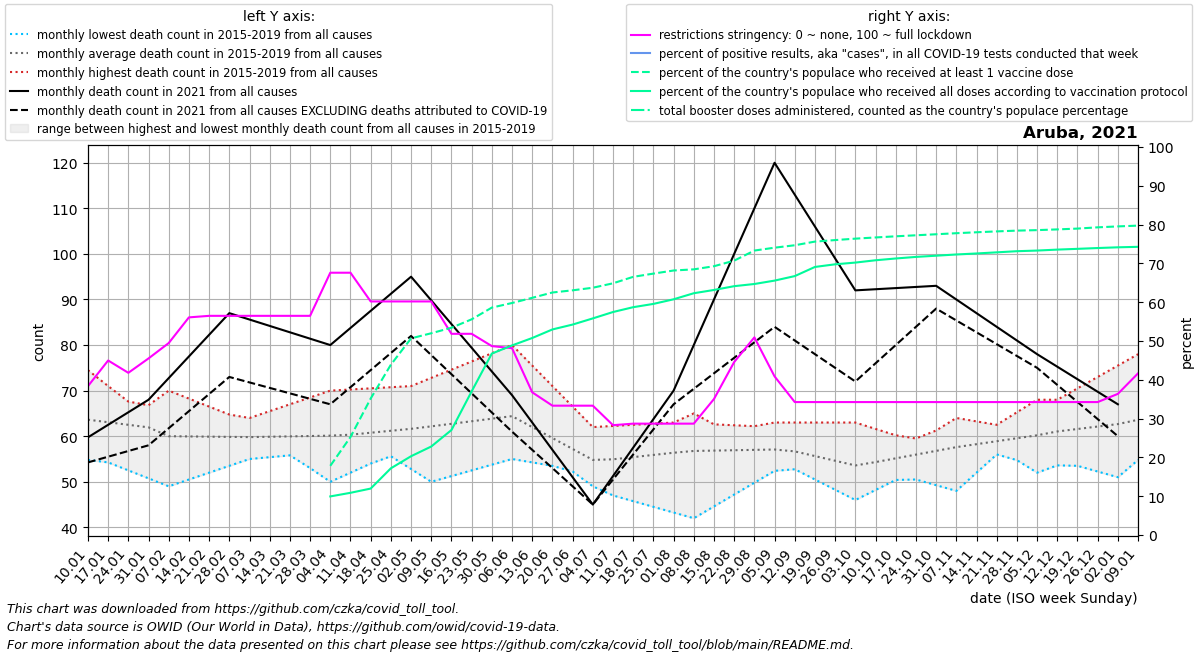 left Y axis:
monthly lowest death count in 2015-2019 from all causes
monthly average death count in 2015-2019 from all causes
monthly highest death count in 2015-2019 from all causes
monthly death count in 2021 from all causes
monthly death count in 2021 from all causes EXCLUDING deaths attributed to COVID-19
range between highest and lowest monthly death count from all causes in 2015-2019
right Y axis:
restrictions stringency: 0 ~ none, 100 ~ full lockdown
percent of positive results, aka "cases", in all COVID-19 tests conducted that week
percent of the country's populace who received at least 1 vaccine dose
percent of the country's populace who received all doses according to vaccination protocol
total booster doses administered, counted as the country's populace percentage
Aruba, 2021
120
110
100
90
80
70
60
50
40
count
100
90
80
70
60
50
40
30
20
10
0
percent
10.01 17.01 24.01 31.01 07.02 14.02 21.02 28.02 07.03 14.03 21.03 28.03 04.04 11.04 18.04 25.04 02.05 09.05 16.05 23.05 30.05 06.06 13.06 20.06 27.06 04.07 11.07 18.07 25.07 01.08 08.08 15.08 22.08 29.08 05.09 12.09 19.09 26.09 03.10 10.10 17.10 24.10 31.10 07.11 14.11 21.11 28.11 05.12 12.12 19.12 26.12 02.01 09.01
date (ISO week Sunday)
This chart was downloaded from https://github.com/czka/covid_toll_tool.
Chart's data source is OWID (Our World in Data), https://github.com/owid/covid-19-data.
For more information about the data presented on this chart please see https://github.com/czka/covid_toll_tool/blob/main/README.md.